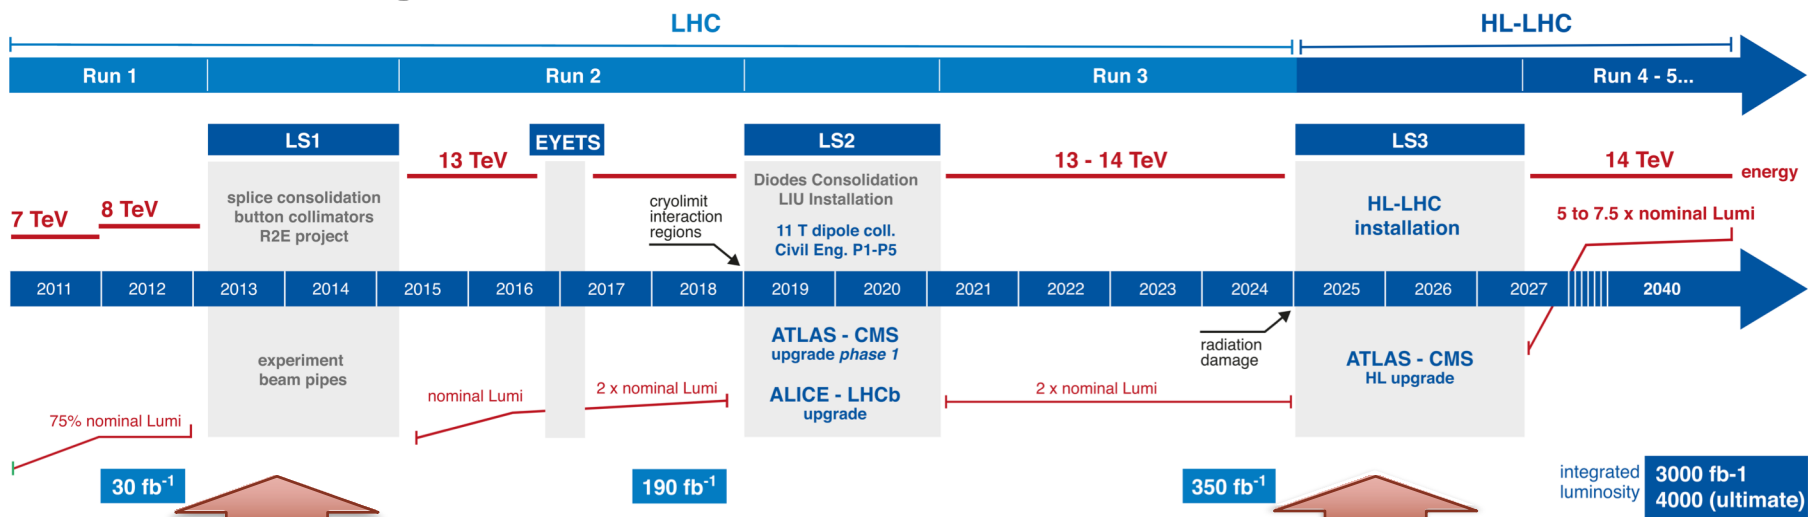 LHC
HL-LHC
Run 1
Run 2
Run 3
Run 4 - 5...
LS1
EYETS
LS2
LS3
13 TeV
13 - 14 TeV
14 TeV
energy
7 TeV
8 TeV
splice consolidation
button collimators
R2E project
cryolimit
interaction
regions
Diodes Consolidation
LIU Installation
11 T dipole coll.
Civil Eng. P1-P5
HL-LHC
installation
5 to 7.5 x nominal Lumi
2011
2012
2013
2014
2015
2016
2017
2018
2019
2020
2021
2022
2023
2024
2025
2026
2027
2040
experiment
beam pipes
ATLAS - CMS
upgrade phase 1
ALICE - LHCb
upgrade
radiation
damage
ATLAS - CMS
HL upgrade
75% nominal Lumi
nominal Lumi
2 x nominal Lumi
2 x nominal Lumi
30 fb-1
190 fb-1
350 fb-1
integrated
luminosity
3000 fb-1
4000 (ultimate)